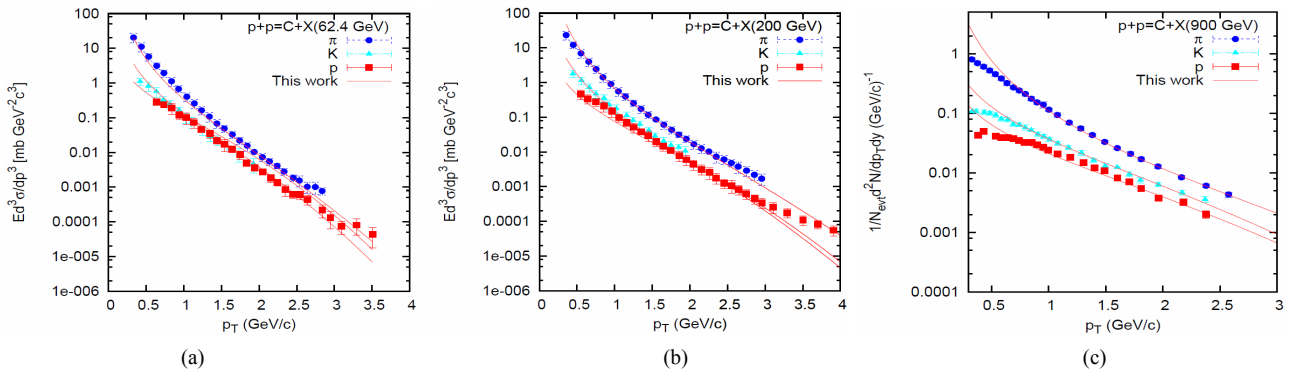 p+p=C+X(62.4 GeV)
π
K
p
This work
Ed³σ/dp³ [mb GeV⁻²c³]
100
10
1
0.1
0.01
0.001
0.0001
1e-005
1e-006
0 0.5 1 1.5 2 2.5 3 3.5 4
p_T (GeV/c)
(a)
p+p=C+X(200 GeV)
π
K
p
This work
Ed³σ/dp³ [mb GeV⁻²c³]
100
10
1
0.1
0.01
0.001
0.0001
1e-005
1e-006
0 0.5 1 1.5 2 2.5 3 3.5 4
p_T (GeV/c)
(b)
p+p=C+X(900 GeV)
π
K
p
This work
1/N_evt d²N/dp_T dy (GeV/c)⁻¹
1
0.1
0.01
0.001
0.0001
0.5 1 1.5 2 2.5 3
p_T (GeV/c)
(c)